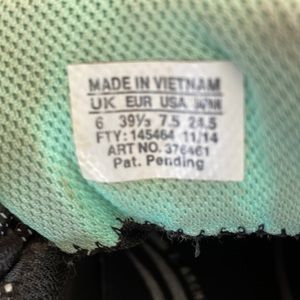 MADE IN VIETNAM
UK EUR USA JAPAN
6 39⅓ 7.5 24.5
FTY: 145464 11/14
ART NO. 376461
Pat. Pending